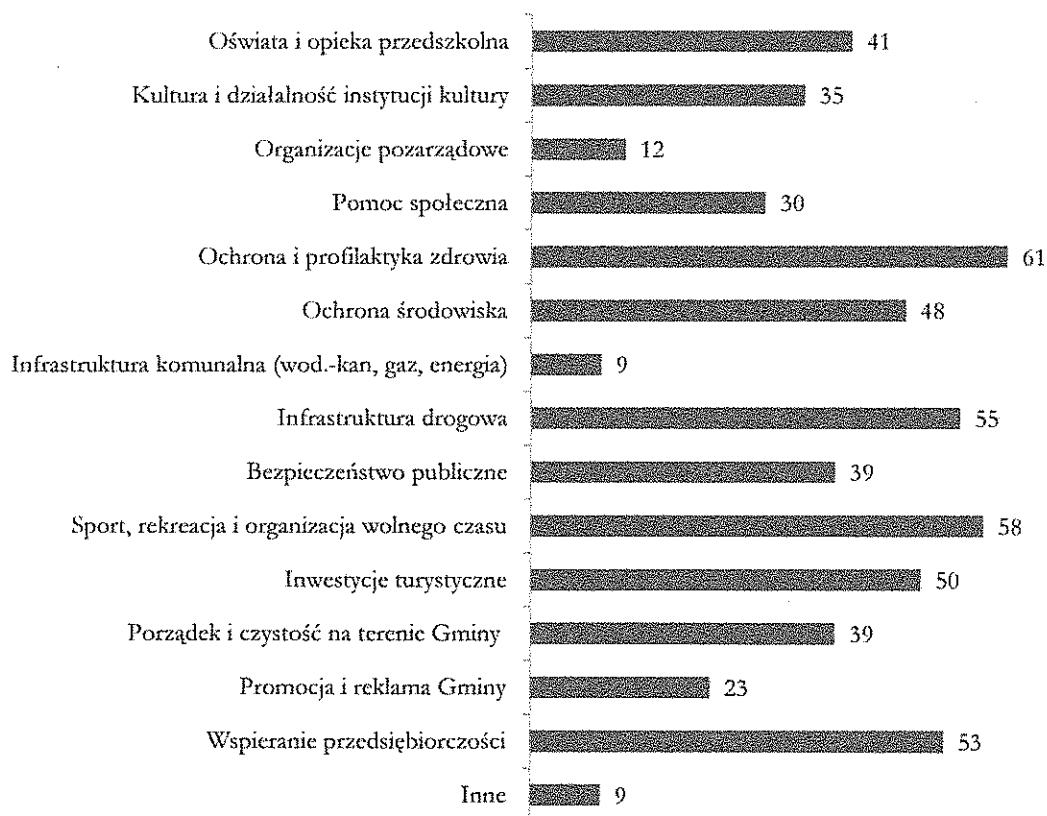 Oświata i opieka przedszkolna 41
Kultura i działalność instytucji kultury 35
Organizacje pozarządowe 12
Pomoc społeczna 30
Ochrona i profilaktyka zdrowia 61
Ochrona środowiska 48
Infrastruktura komunalna (wod.-kan, gaz, energia) 9
Infrastruktura drogowa 55
Bezpieczeństwo publiczne 39
Sport, rekreacja i organizacja wolnego czasu 58
Inwestycje turystyczne 50
Porządek i czystość na terenie Gminy 39
Promocja i reklama Gminy 23
Wspieranie przedsiębiorczości 53
Inne 9